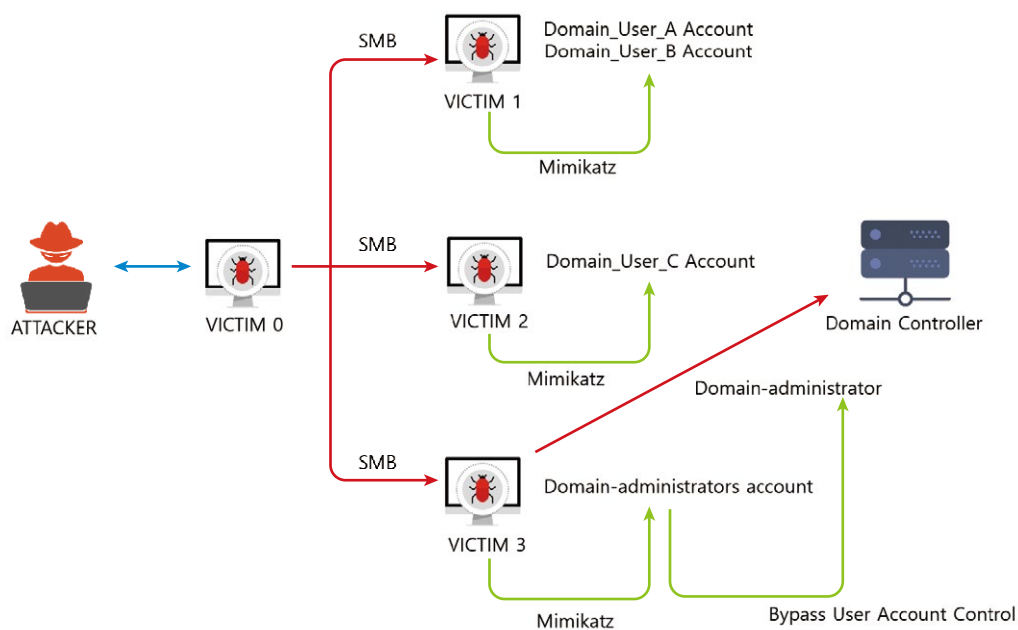 SMB
Domain_User_A Account
Domain_User_B Account
VICTIM 1
Mimikatz
SMB
Domain_User_C Account
ATTACKER
VICTIM 0
VICTIM 2
Domain Controller
Mimikatz
Domain-administrator
SMB
Domain-administrators account
VICTIM 3
Mimikatz
Bypass User Account Control